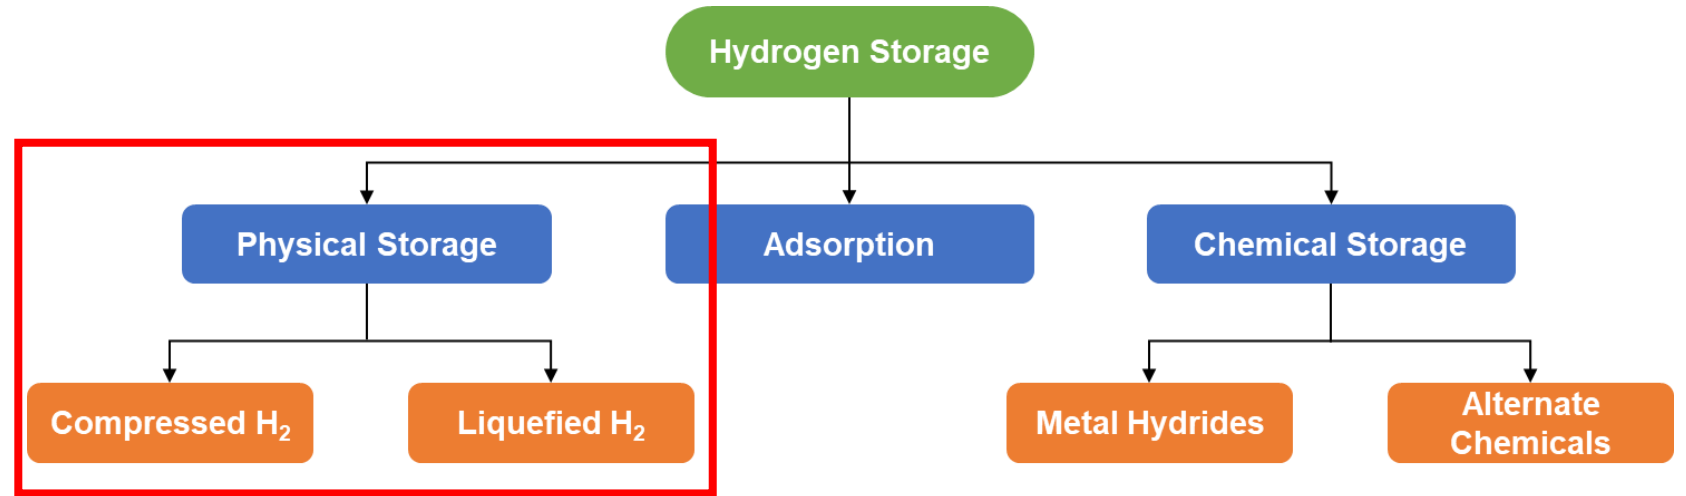 Hydrogen Storage
Physical Storage
Adsorption
Chemical Storage
Compressed H₂
Liquefied H₂
Metal Hydrides
Alternate
Chemicals